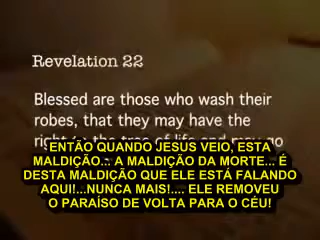 Revelation 22
Blessed are those who wash their
robes, that they may have the
ENTÃO QUANDO JESUS VEIO, ESTA
MALDIÇÃO... A MALDIÇÃO DA MORTE... É
DESTA MALDIÇÃO QUE ELE ESTÁ FALANDO
AQUI!...NUNCA MAIS!.... ELE REMOVEU
O PARAÍSO DE VOLTA PARA O CÉU!